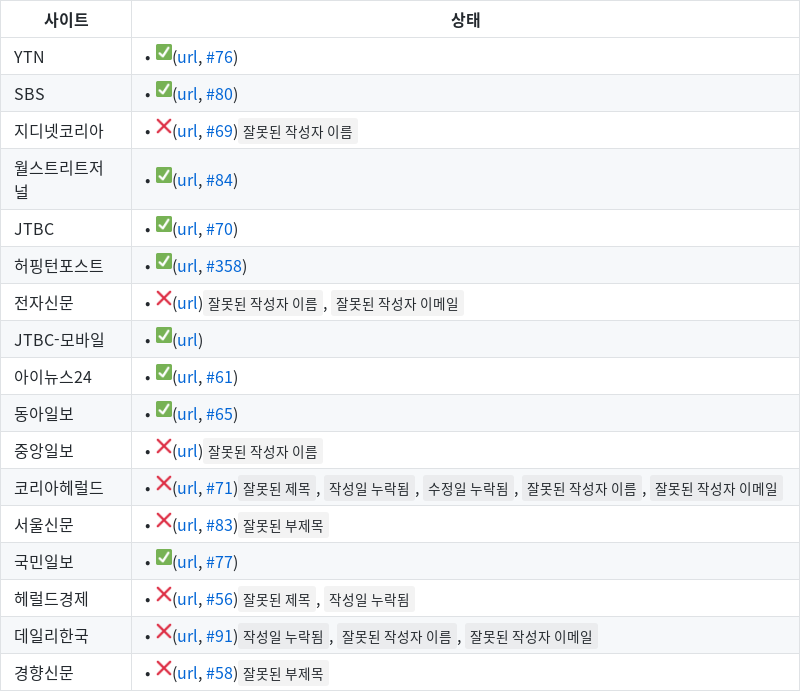 사이트 상태
YTN • ✅(url, #76)
SBS • ✅(url, #80)
지디넷코리아 • ❌(url, #69) 잘못된 작성자 이름
월스트리트저
널 • ✅(url, #84)
JTBC • ✅(url, #70)
허핑턴포스트 • ✅(url, #358)
전자신문 • ❌(url) 잘못된 작성자 이름 , 잘못된 작성자 이메일
JTBC-모바일 • ✅(url)
아이뉴스24 • ✅(url, #61)
동아일보 • ✅(url, #65)
중앙일보 • ❌(url) 잘못된 작성자 이름
코리아헤럴드 • ❌(url, #71) 잘못된 제목 , 작성일 누락됨 , 수정일 누락됨 , 잘못된 작성자 이름 , 잘못된 작성자 이메일
서울신문 • ❌(url, #83) 잘못된 부제목
국민일보 • ✅(url, #77)
헤럴드경제 • ❌(url, #56) 잘못된 제목 , 작성일 누락됨
데일리한국 • ❌(url, #91) 작성일 누락됨 , 잘못된 작성자 이름 , 잘못된 작성자 이메일
경향신문 • ❌(url, #58) 잘못된 부제목